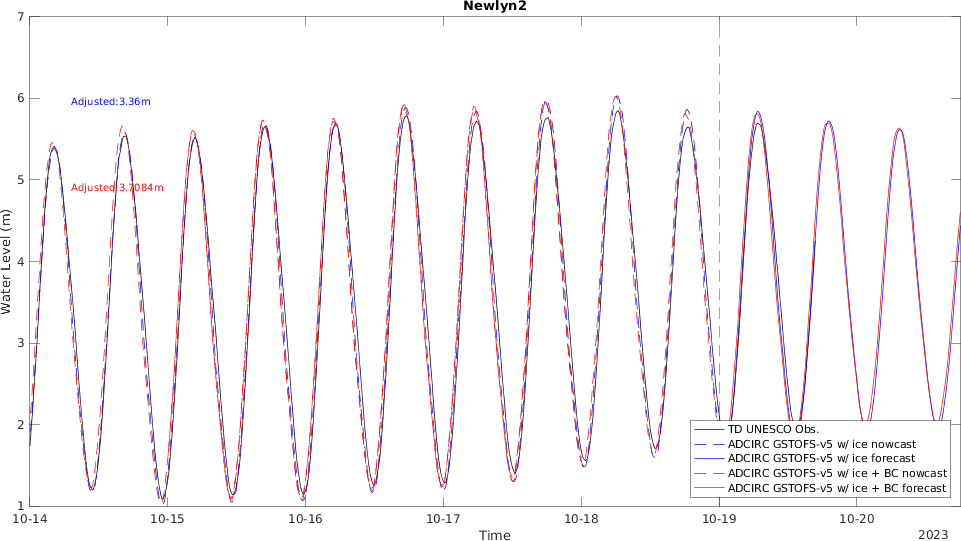 Newlyn2
7
6
5
4
3
2
1
Water Level (m)
Adjusted:3.36m
Adjusted:3.7084m
TD UNESCO Obs.
ADCIRC GSTOFS-v5 w/ ice nowcast
ADCIRC GSTOFS-v5 w/ ice forecast
ADCIRC GSTOFS-v5 w/ ice + BC nowcast
ADCIRC GSTOFS-v5 w/ ice + BC forecast
10-14 10-15 10-16 10-17 10-18 10-19 10-20
Time
2023